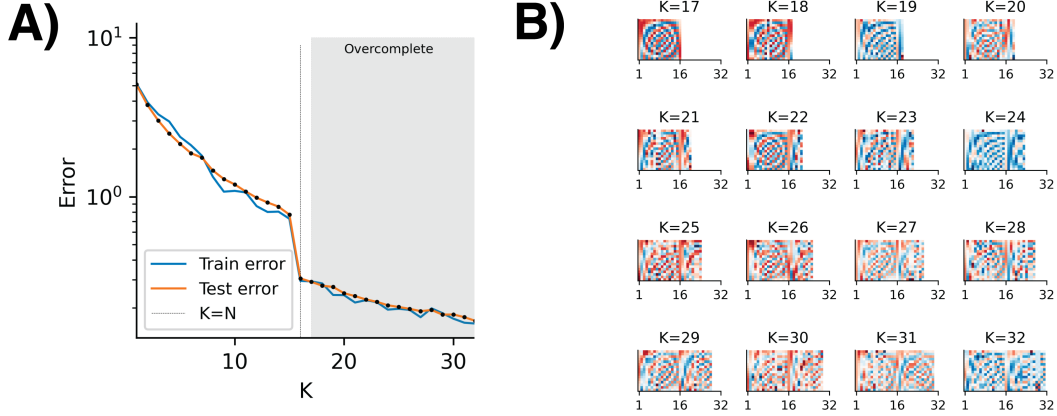 A)
10¹
Overcomplete
Error
10⁰
Train error
Test error
K=N
10 20 30
K
B)
K=17 K=18 K=19 K=20
1 16 32 1 16 32 1 16 32 1 16 32
K=21 K=22 K=23 K=24
1 16 32 1 16 32 1 16 32 1 16 32
K=25 K=26 K=27 K=28
1 16 32 1 16 32 1 16 32 1 16 32
K=29 K=30 K=31 K=32
1 16 32 1 16 32 1 16 32 1 16 32